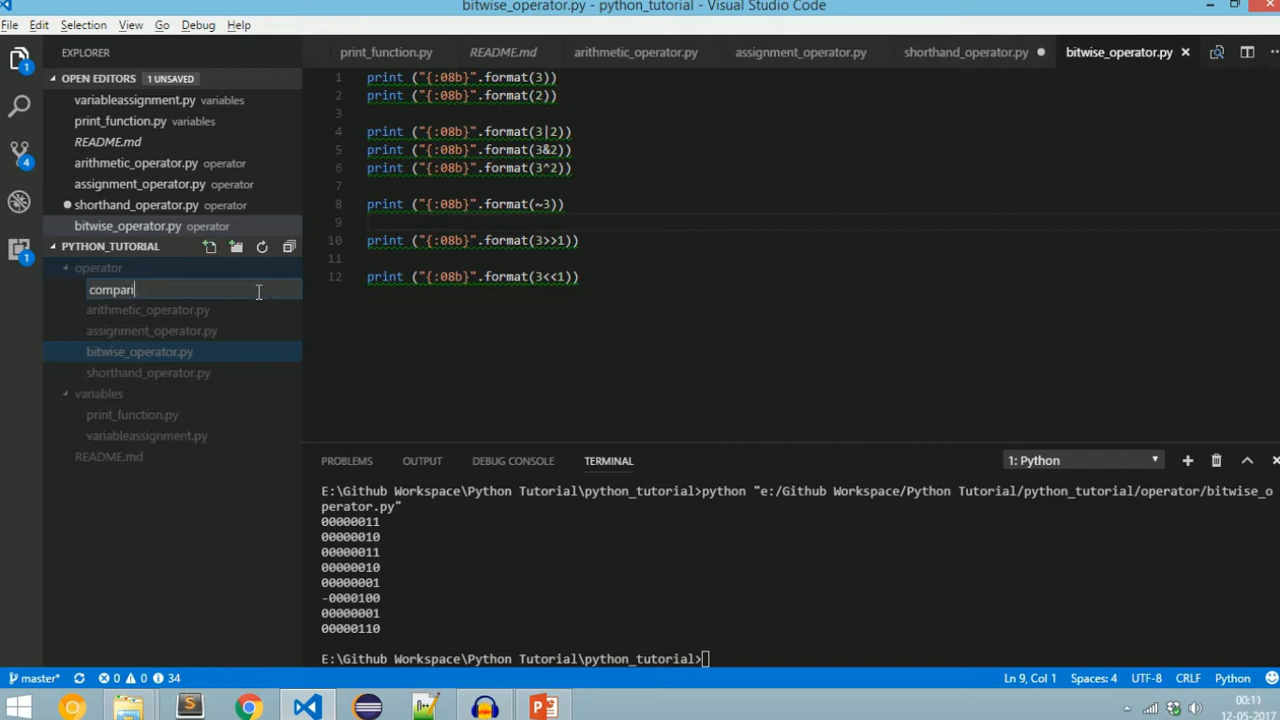 bitwise_operator.py - python_tutorial - Visual Studio Code
File Edit Selection View Go Debug Help
EXPLORER
OPEN EDITORS 1 UNSAVED
variableassignment.py variables
print_function.py variables
README.md
arithmetic_operator.py operator
assignment_operator.py operator
shorthand_operator.py operator
bitwise_operator.py operator
PYTHON_TUTORIAL
operator
compari
arithmetic_operator.py
assignment_operator.py
bitwise_operator.py
shorthand_operator.py
variables
print_function.py
variableassignment.py
README.md
1
4
1
print_function.py README.md arithmetic_operator.py assignment_operator.py shorthand_operator.py bitwise_operator.py
1 print ("{:08b}".format(3))
2 print ("{:08b}".format(2))
3
4 print ("{:08b}".format(3|2))
5 print ("{:08b}".format(3&2))
6 print ("{:08b}".format(3^2))
7
8 print ("{:08b}".format(~3))
9
10 print ("{:08b}".format(3>>1))
11
12 print ("{:08b}".format(3<<1))
PROBLEMS OUTPUT DEBUG CONSOLE TERMINAL 1: Python
E:\Github Workspace\Python Tutorial\python_tutorial>python "e:/Github Workspace/Python Tutorial/python_tutorial/operator/bitwise_o
perator.py"
00000011
00000010
00000011
00000010
00000001
-0000100
00000001
00000110
E:\Github Workspace\Python Tutorial\python_tutorial>
master* 0 0 34 Ln 9, Col 1 Spaces: 4 UTF-8 CRLF Python
00:11
12-05-2017